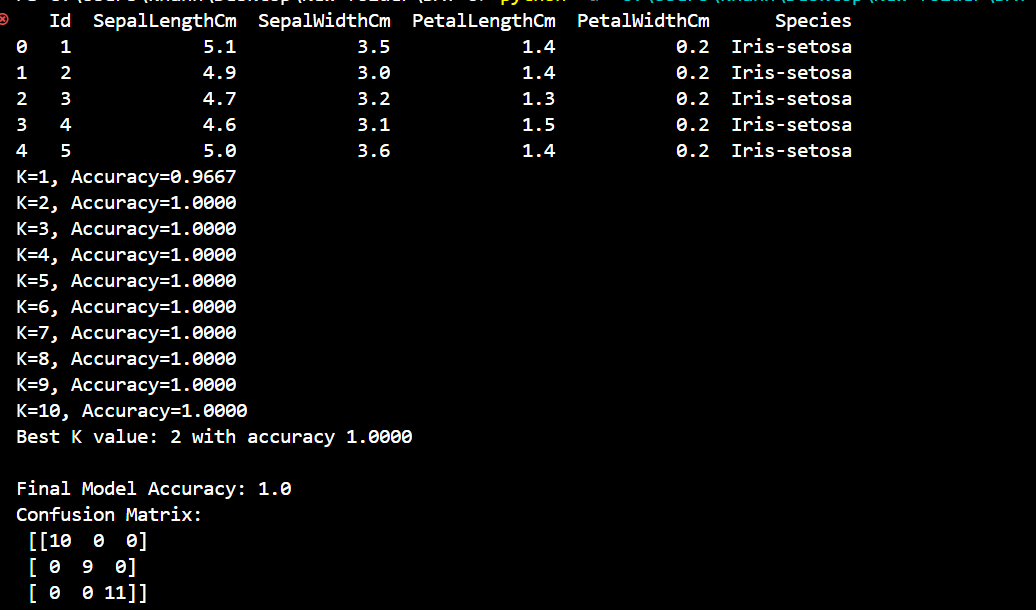 Id SepalLengthCm SepalWidthCm PetalLengthCm PetalWidthCm Species
0 1 5.1 3.5 1.4 0.2 Iris-setosa
1 2 4.9 3.0 1.4 0.2 Iris-setosa
2 3 4.7 3.2 1.3 0.2 Iris-setosa
3 4 4.6 3.1 1.5 0.2 Iris-setosa
4 5 5.0 3.6 1.4 0.2 Iris-setosa
K=1, Accuracy=0.9667
K=2, Accuracy=1.0000
K=3, Accuracy=1.0000
K=4, Accuracy=1.0000
K=5, Accuracy=1.0000
K=6, Accuracy=1.0000
K=7, Accuracy=1.0000
K=8, Accuracy=1.0000
K=9, Accuracy=1.0000
K=10, Accuracy=1.0000
Best K value: 2 with accuracy 1.0000
Final Model Accuracy: 1.0
Confusion Matrix:
[[10 0 0]
[ 0 9 0]
[ 0 0 11]]